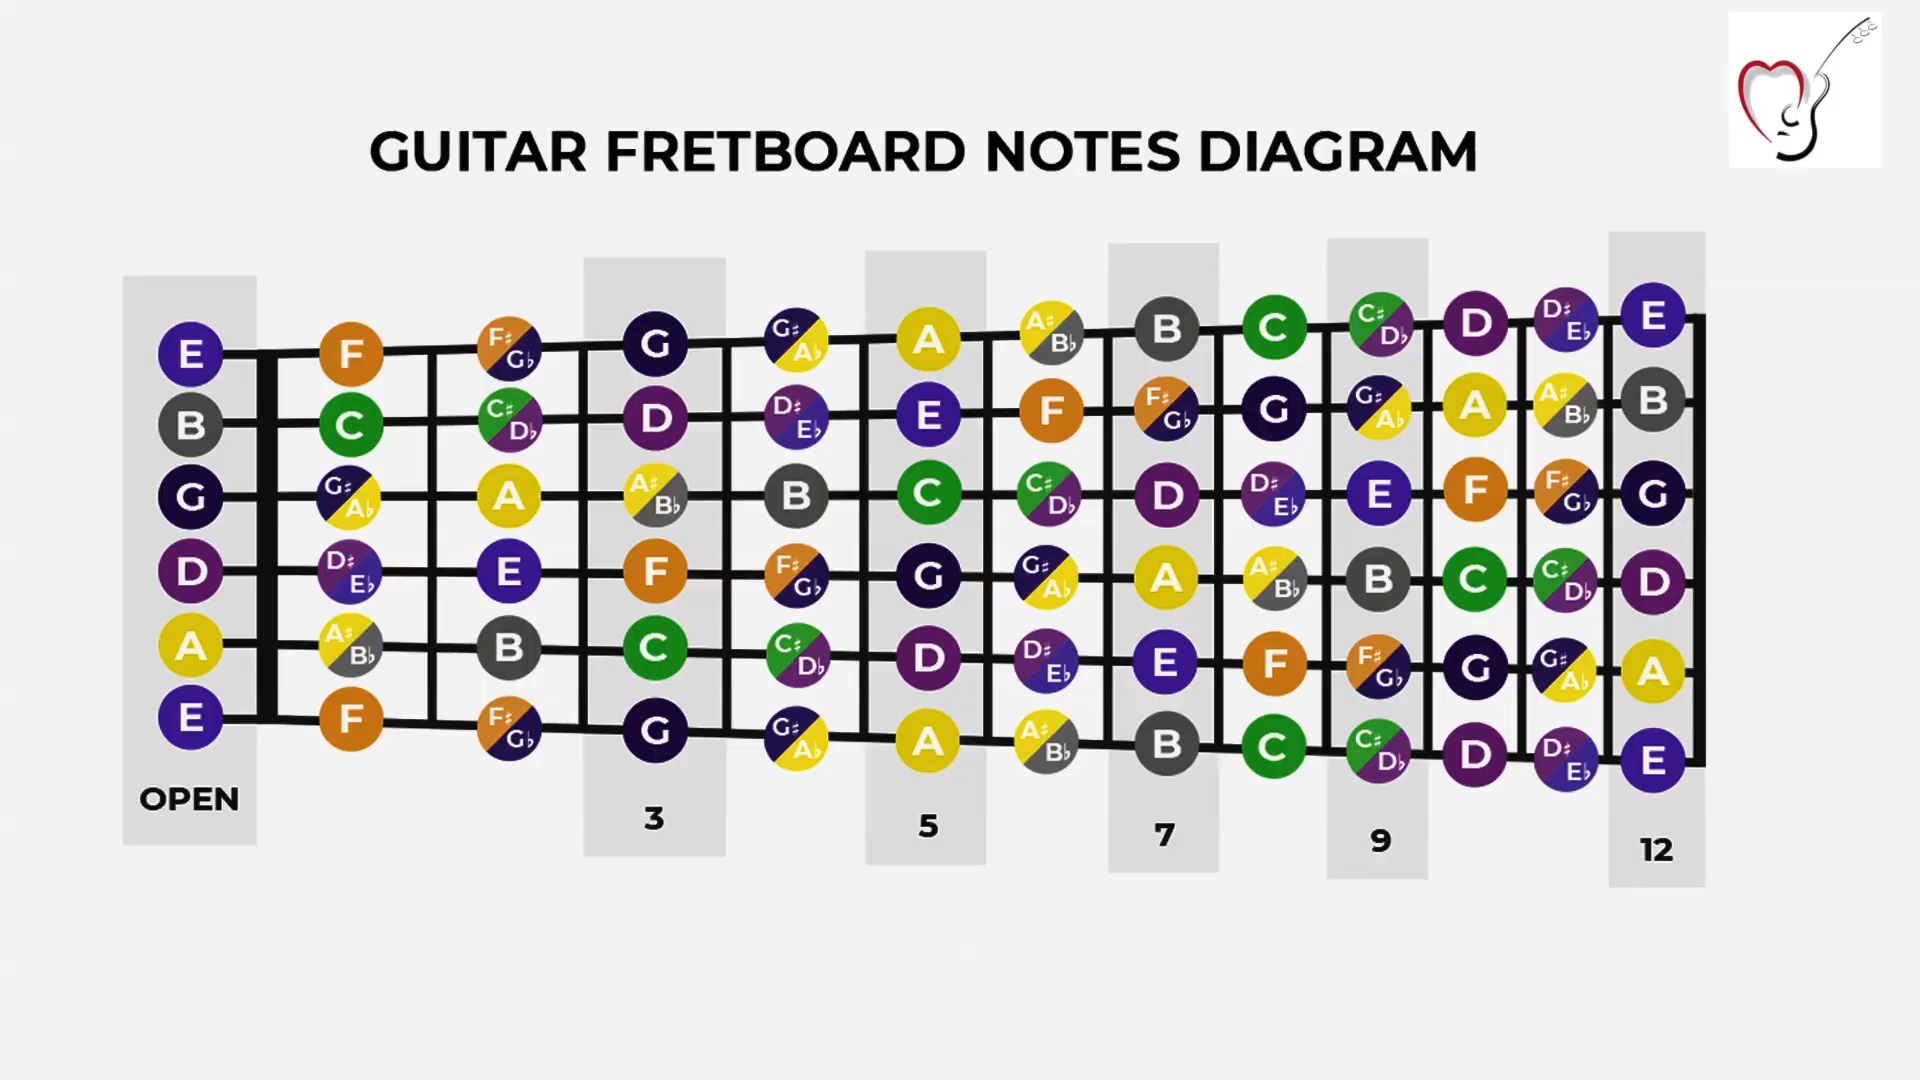 GUITAR FRETBOARD NOTES DIAGRAM
E F F♯ G♭ G G♯ A♭ A A♯ B♭ B C C♯ D♭ D D♯ E♭ E
B C C♯ D♭ D D♯ E♭ E F F♯ G♭ G G♯ A♭ A A♯ B♭ B
G G♯ A♭ A A♯ B♭ B C C♯ D♭ D D♯ E♭ E F F♯ G♭ G
D D♯ E♭ E F F♯ G♭ G G♯ A♭ A A♯ B♭ B C C♯ D♭ D
A A♯ B♭ B C C♯ D♭ D D♯ E♭ E F F♯ G♭ G G♯ A♭ A
E F F♯ G♭ G G♯ A♭ A A♯ B♭ B C C♯ D♭ D D♯ E♭ E
OPEN 3 5 7 9 12